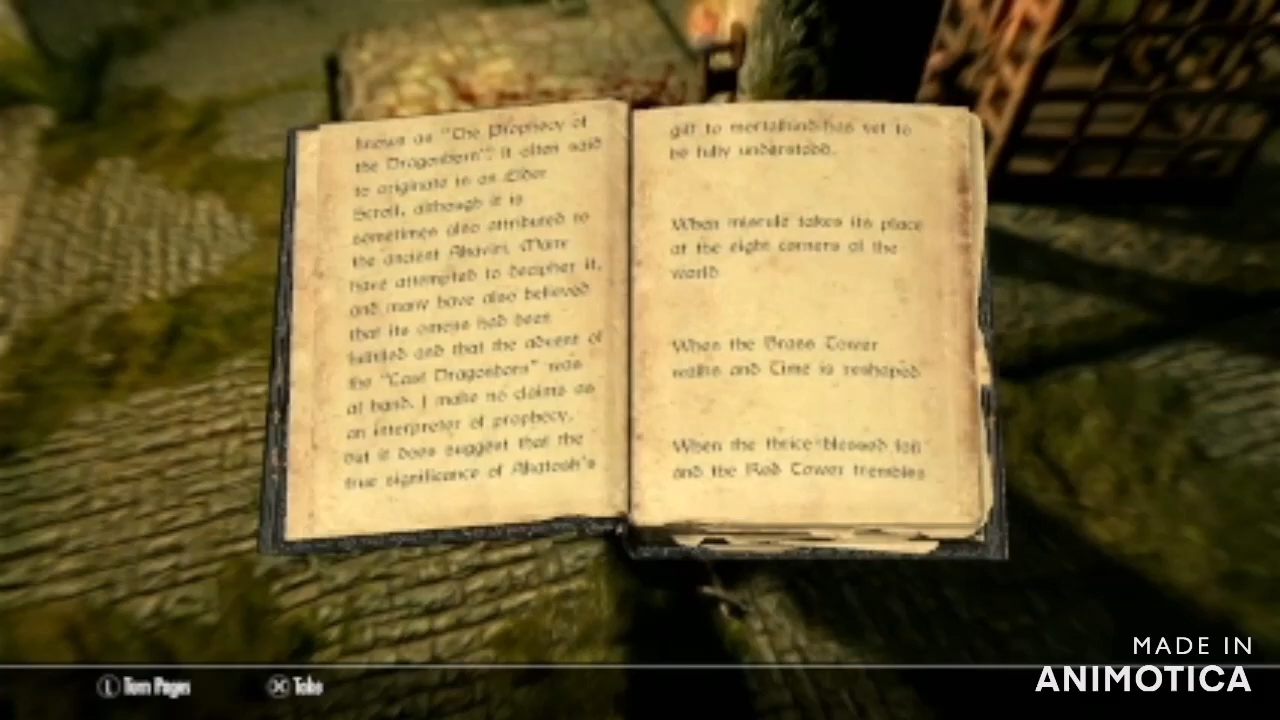 known as "The Prophecy of
the Dragonborn". It often said
to originate in an Elder
Scroll, although it is
sometimes also attributed to
the ancient Akaviri. Many
have attempted to decipher it,
and many have also believed
that its omens had been
fulfilled and that the advent of
the "Last Dragonborn" was
at hand. I make no claims as
an interpreter of prophecy,
but it does suggest that the
true significance of Akatosh's
gift to mortalkind has yet to
be fully understood.
When misrule takes its place
at the eight corners of the
world
When the Brass Tower
walks and Time is reshaped
When the thrice-blessed fail
and the Red Tower trembles
L Turn Pages
X Take
MADE IN
ANIMOTICA